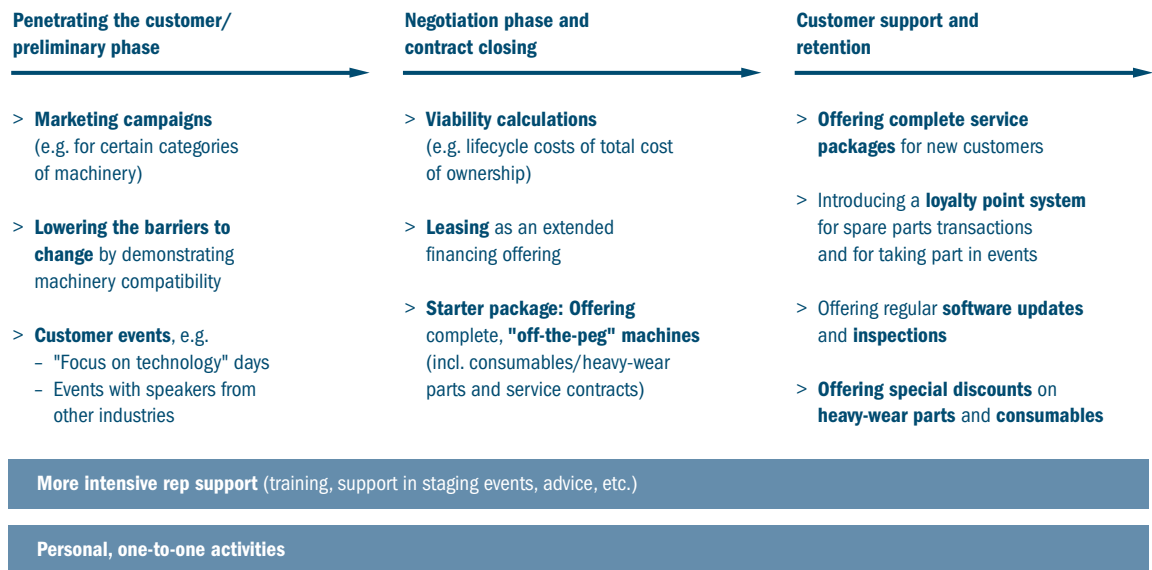 Penetrating the customer/
preliminary phase
> Marketing campaigns
(e.g. for certain categories
of machinery)
> Lowering the barriers to
change by demonstrating
machinery compatibility
> Customer events, e.g.
– "Focus on technology" days
– Events with speakers from
other industries
Negotiation phase and
contract closing
> Viability calculations
(e.g. lifecycle costs of total cost
of ownership)
> Leasing as an extended
financing offering
> Starter package: Offering
complete, "off-the-peg" machines
(incl. consumables/heavy-wear
parts and service contracts)
Customer support and
retention
> Offering complete service
packages for new customers
> Introducing a loyalty point system
for spare parts transactions
and for taking part in events
> Offering regular software updates
and inspections
> Offering special discounts on
heavy-wear parts and consumables
More intensive rep support (training, support in staging events, advice, etc.)
Personal, one-to-one activities